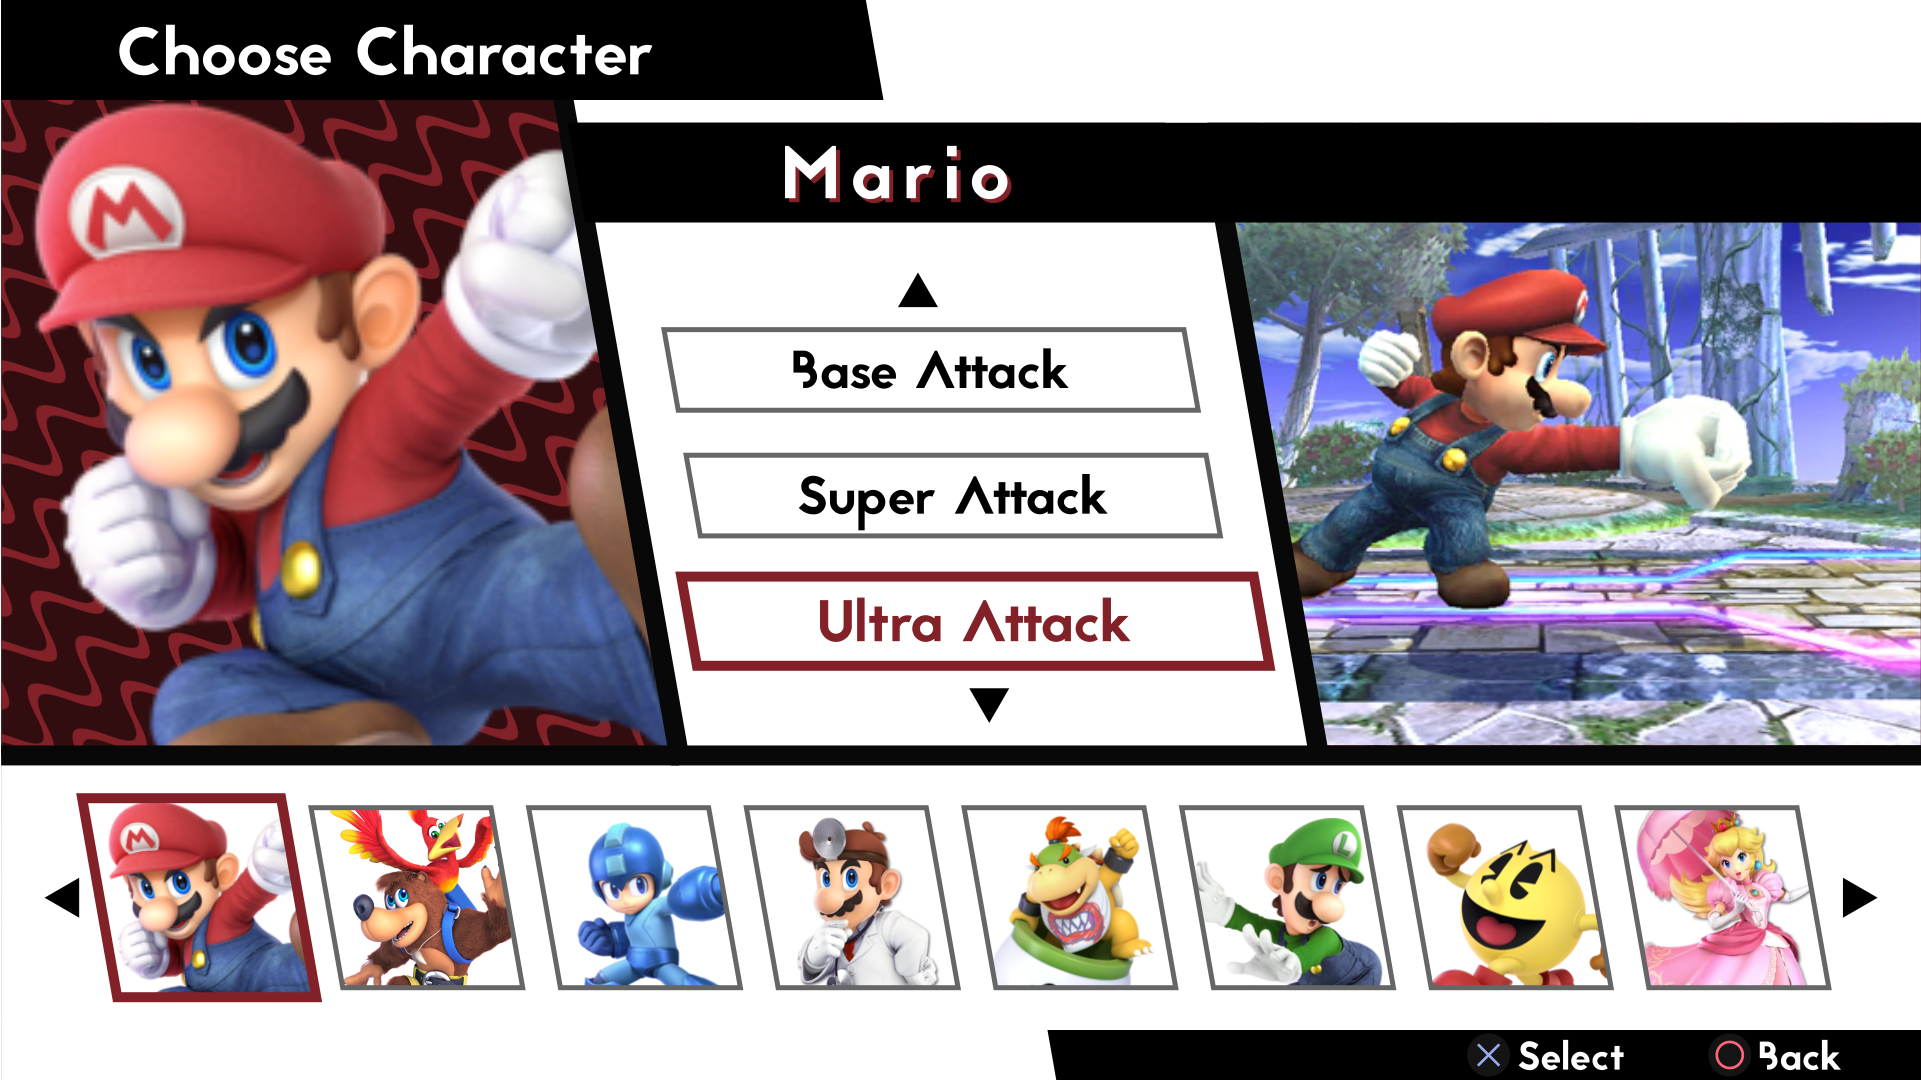 Choose Character
Mario
Base Attack
Super Attack
Ultra Attack
M
M
L
Select
Back